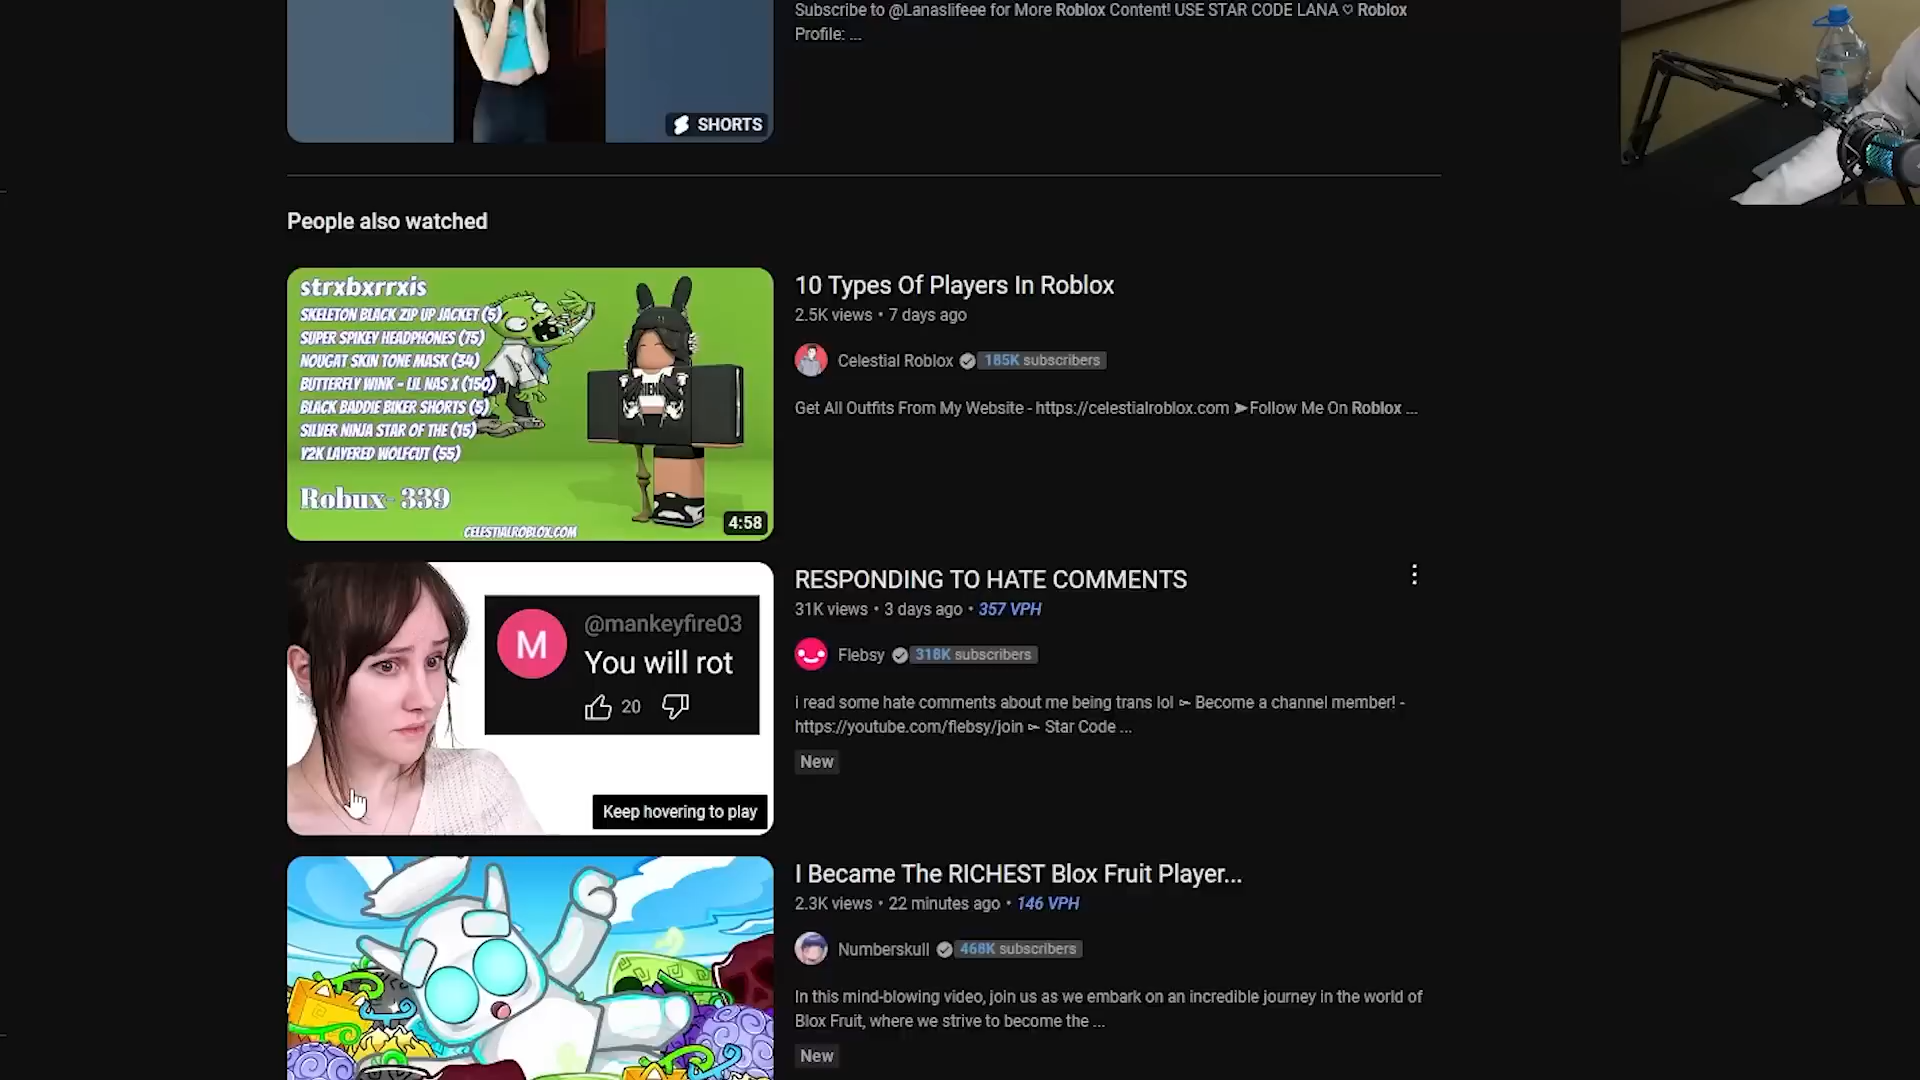 Subscribe to @Lanaslifeee for More Roblox Content! USE STAR CODE LANA ♡ Roblox
Profile: ...
SHORTS
People also watched
strxbxrrxis
SKELETON BLACK ZIP UP JACKET (5)
SUPER SPIKEY HEADPHONES (75)
NOUGAT SKIN TONE MASK (34)
BUTTERFLY WINK - LIL NAS X (150)
BLACK BADDIE BIKER SHORTS (5)
SILVER NINJA STAR OF THE (15)
Y2K LAYERED WOLFCUT (55)
Robux- 339
CELESTIALROBLOX.COM
4:58
10 Types Of Players In Roblox
2.5K views • 7 days ago
Celestial Roblox 185K subscribers
Get All Outfits From My Website - https://celestialroblox.com ➤Follow Me On Roblox ...
M
@mankeyfire03
You will rot
20
Keep hovering to play
RESPONDING TO HATE COMMENTS
31K views • 3 days ago • 357 VPH
Flebsy 318K subscribers
i read some hate comments about me being trans lol ➣ Become a channel member! -
https://youtube.com/flebsy/join ➣ Star Code ...
New
I Became The RICHEST Blox Fruit Player...
2.3K views • 22 minutes ago • 146 VPH
Numberskull 468K subscribers
In this mind-blowing video, join us as we embark on an incredible journey in the world of
Blox Fruit, where we strive to become the ...
New